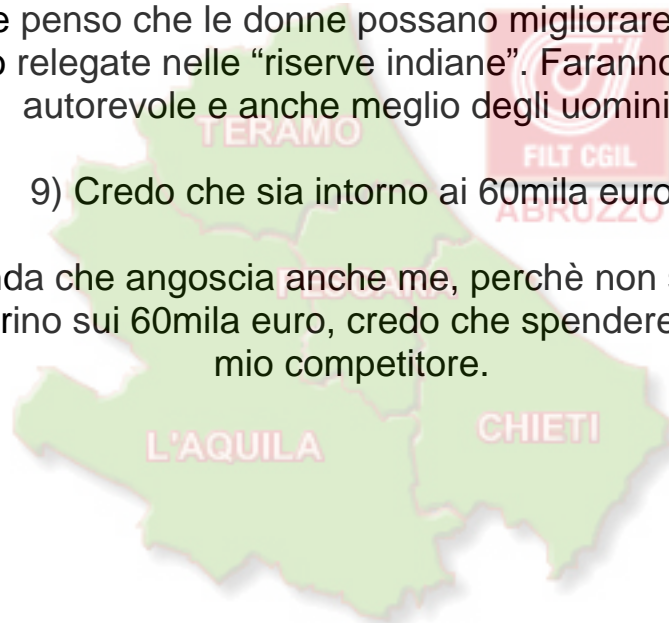 e penso che le donne possano migliorare
o relegate nelle “riserve indiane”. Faranno
autorevole e anche meglio degli uomini
TERAMO
FILT CGIL
9) Credo che sia intorno ai 60mila euro
ABRUZZO
nda che angoscia anche me, perchè non s
PESCARA
rino sui 60mila euro, credo che spendere
mio competitore.
CHIETI
L'AQUILA